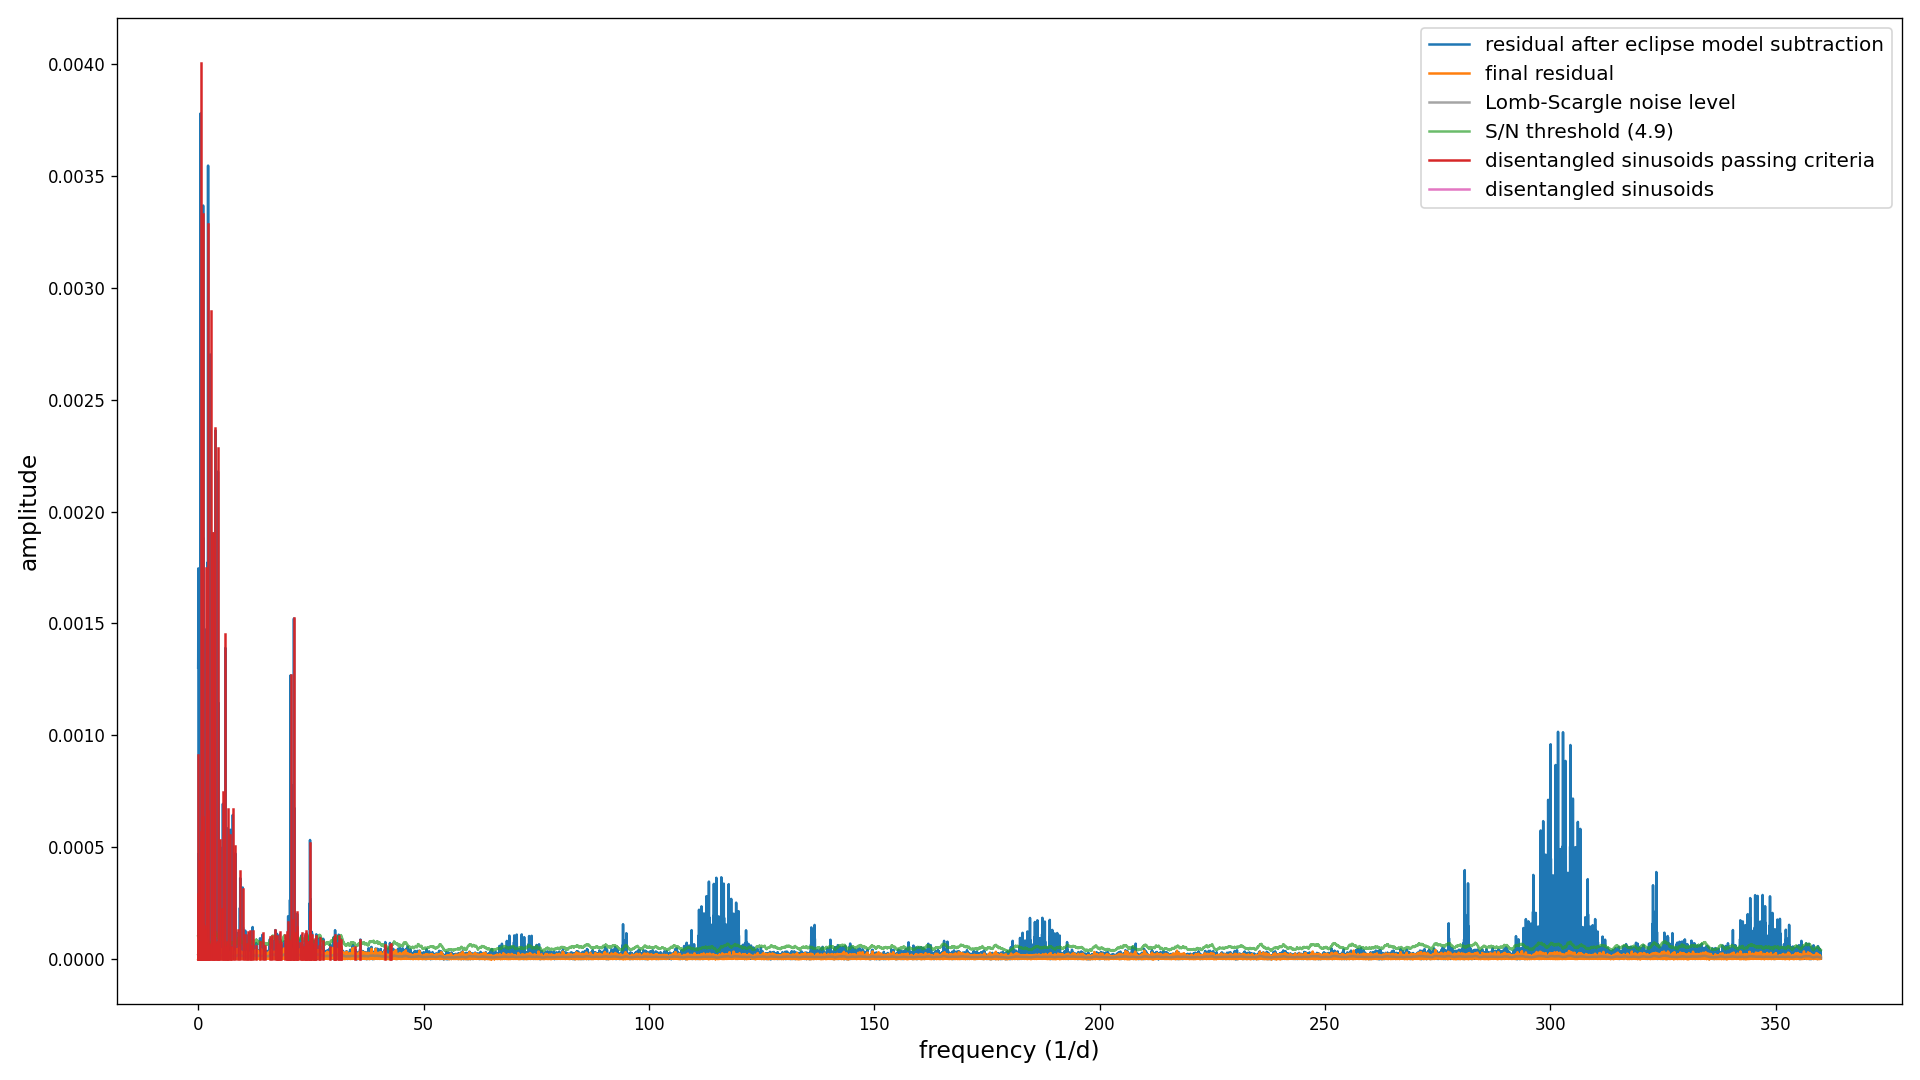 residual after eclipse model subtraction
final residual
Lomb-Scargle noise level
S/N threshold (4.9)
disentangled sinusoids passing criteria
disentangled sinusoids
amplitude
0.0040
0.0035
0.0030
0.0025
0.0020
0.0015
0.0010
0.0005
0.0000
0 50 100 150 200 250 300 350
frequency (1/d)